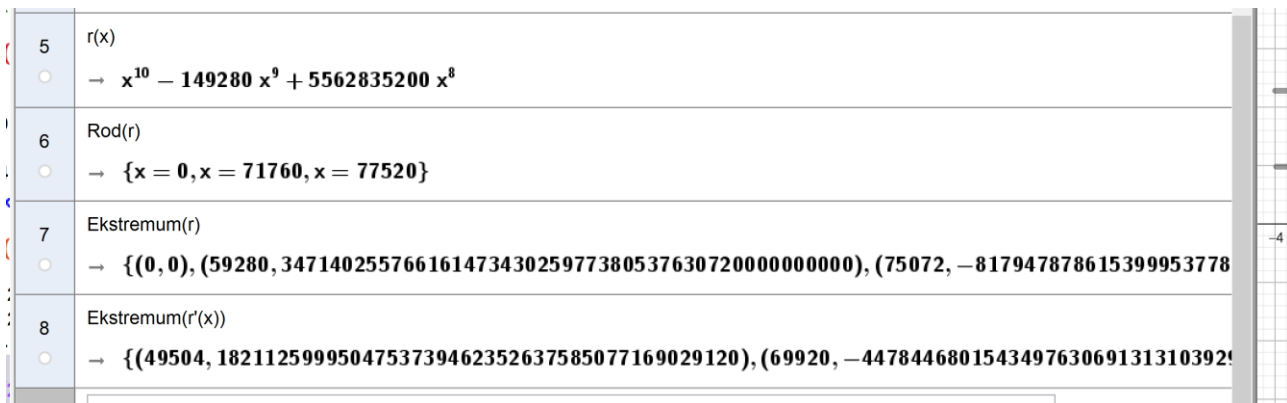 5 r(x)
→ x¹⁰ − 149280 x⁹ + 5562835200 x⁸
6 Rod(r)
→ {x = 0, x = 71760, x = 77520}
7 Ekstremum(r)
→ {(0, 0), (59280, 34714025576616147343025977380537630720000000000), (75072, −817947878615399953778
8 Ekstremum(r'(x))
→ {(49504, 1821125999504753739462352637585077169029120), (69920, −447844680154349763069131310392
−4